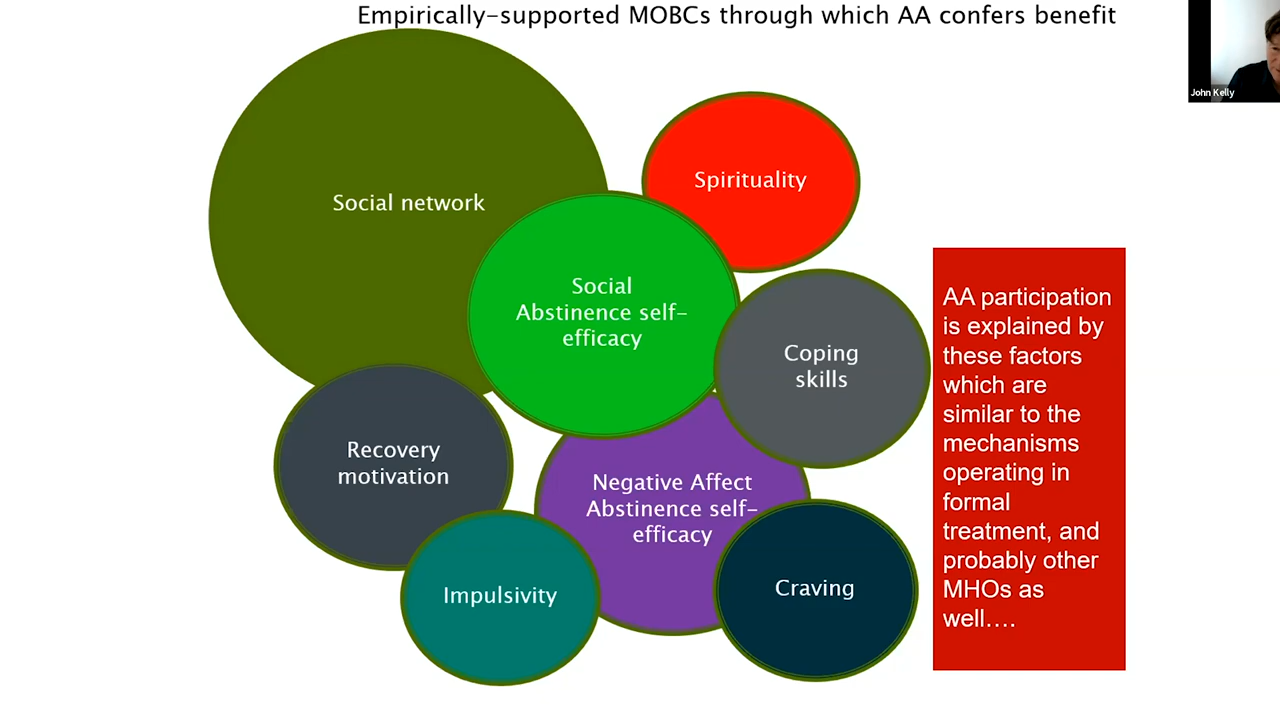 Empirically-supported MOBCs through which AA confers benefit
John Kelly
Social network
Spirituality
Social
Abstinence self-
efficacy
Coping
skills
Recovery
motivation
Negative Affect
Abstinence self-
efficacy
Impulsivity
Craving
AA participation
is explained by
these factors
which are
similar to the
mechanisms
operating in
formal
treatment, and
probably other
MHOs as
well....